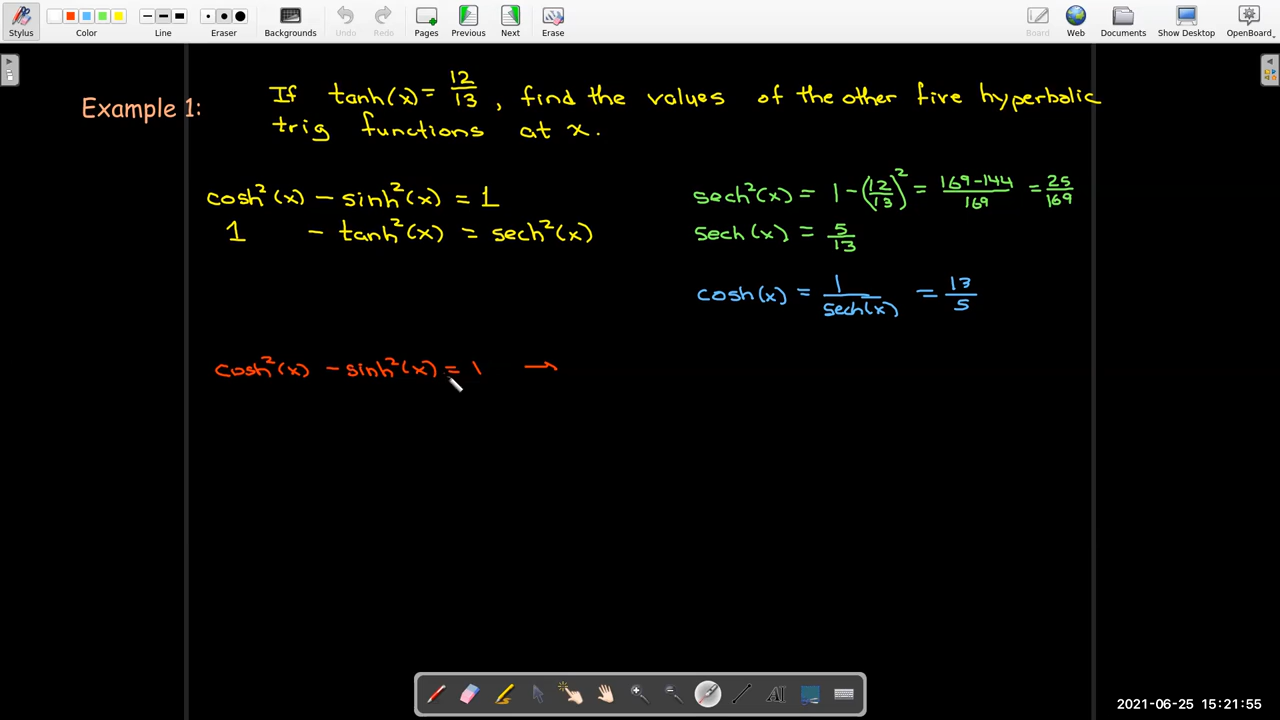 Stylus Color Line Eraser Backgrounds Undo Redo Pages Previous Next Erase Board Web Documents Show Desktop OpenBoard
Example 1: If tanh(x) = 12/13, find the values of the other five hyperbolic
trig functions at x.
cosh²(x) − sinh²(x) = 1
1 − tanh²(x) = sech²(x)
sech²(x) = 1 − (12/13)² = (169−144)/169 = 25/169
sech(x) = 5/13
cosh(x) = 1/sech(x) = 13/5
cosh²(x) − sinh²(x) = 1 →
AI
2021-06-25 15:21:55